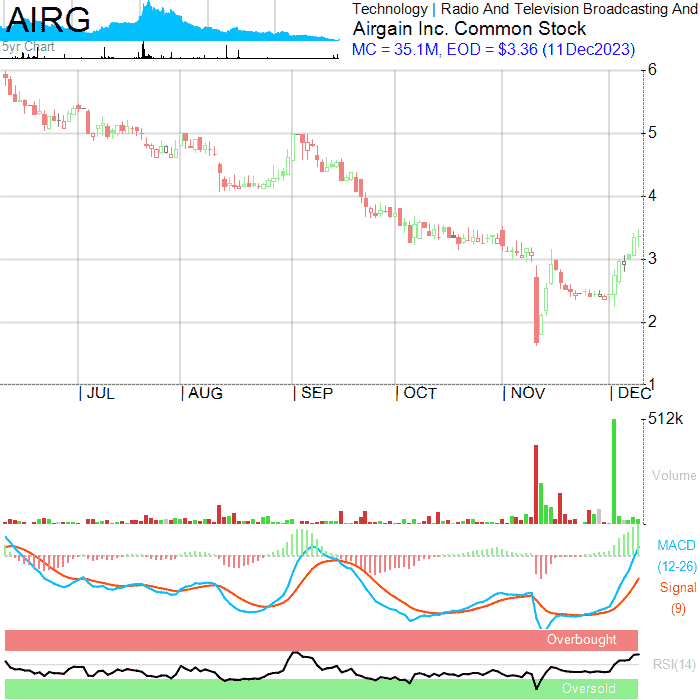 AIRG
5yr Chart
Technology | Radio And Television Broadcasting And
Airgain Inc. Common Stock
MC = 35.1M, EOD = $3.36 (11Dec2023)
6
5
4
3
2
1
| JUL | AUG | SEP | OCT | NOV | DEC
512k
Volume
MACD
(12-26)
Signal
(9)
Overbought
RSI(14)
Oversold